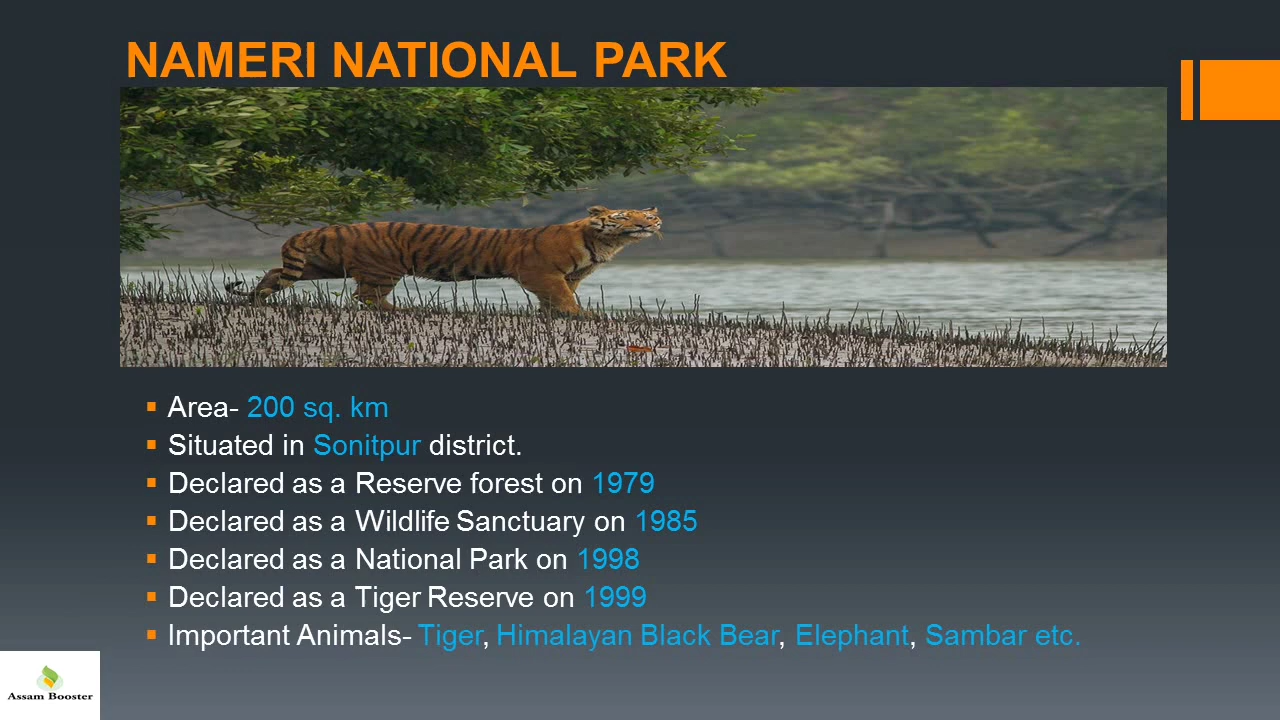 NAMERI NATIONAL PARK
Area- 200 sq. km
Situated in Sonitpur district.
Declared as a Reserve forest on 1979
Declared as a Wildlife Sanctuary on 1985
Declared as a National Park on 1998
Declared as a Tiger Reserve on 1999
Important Animals- Tiger, Himalayan Black Bear, Elephant, Sambar etc.
Assam Booster